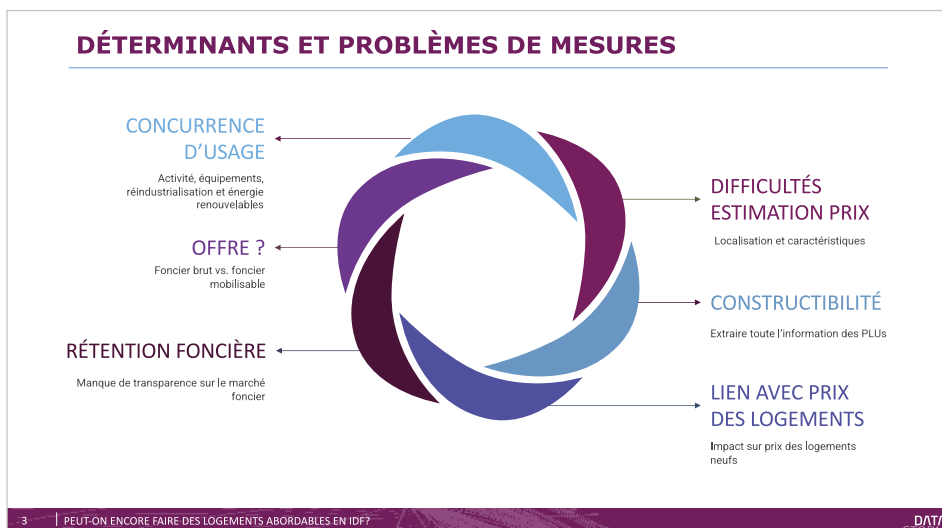 DÉTERMINANTS ET PROBLÈMES DE MESURES
CONCURRENCE
D'USAGE
Activité, équipements,
réindustrialisation et énergie
renouvelables
OFFRE ?
Foncier brut vs. foncier
mobilisable
RÉTENTION FONCIÈRE
Manque de transparence sur le marché
foncier
DIFFICULTÉS
ESTIMATION PRIX
Localisation et caractéristiques
CONSTRUCTIBILITÉ
Extraire toute l'information des PLUs
LIEN AVEC PRIX
DES LOGEMENTS
Impact sur prix des logements
neufs
3 | PEUT-ON ENCORE FAIRE DES LOGEMENTS ABORDABLES EN IDF?